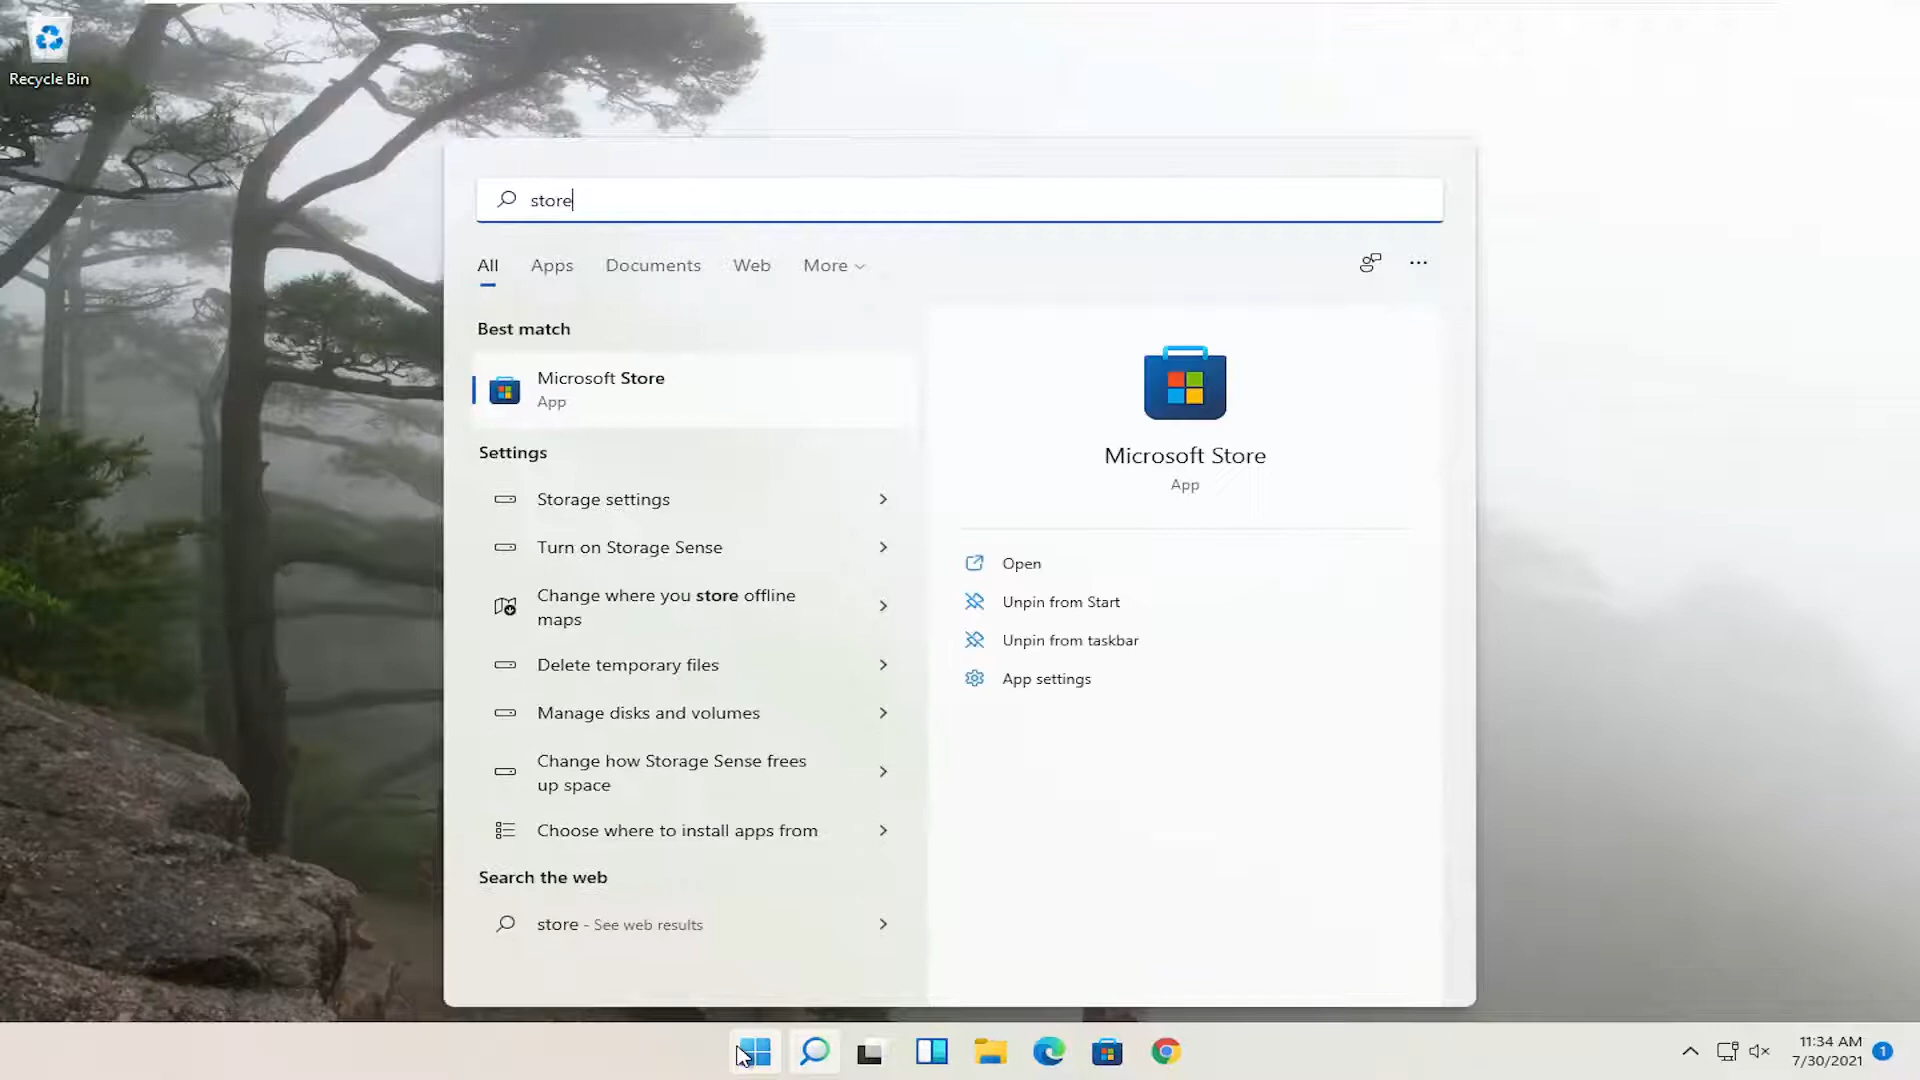 Recycle Bin
store
All Apps Documents Web More
Best match
Microsoft Store
App
Settings
Storage settings
Turn on Storage Sense
Change where you store offline
maps
Delete temporary files
Manage disks and volumes
Change how Storage Sense frees
up space
Choose where to install apps from
Search the web
store - See web results
Microsoft Store
App
Open
Unpin from Start
Unpin from taskbar
App settings
11:34 AM
7/30/2021
1